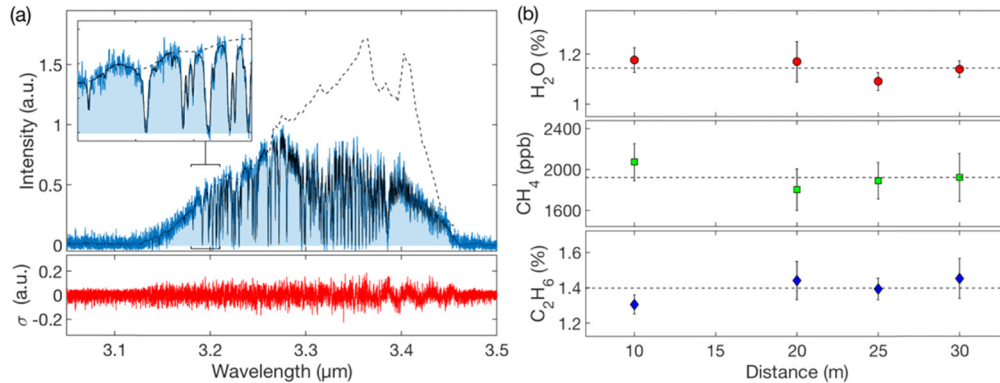 (a)
1.5
1
0.5
0
Intensity (a.u.)
0.2
0
-0.2
σ (a.u.)
3.1 3.2 3.3 3.4 3.5
Wavelength (μm)
(b)
1.2
1
H2O (%)
2400
2000
1600
CH4 (ppb)
1.6
1.4
1.2
C2H6 (%)
10 15 20 25 30
Distance (m)